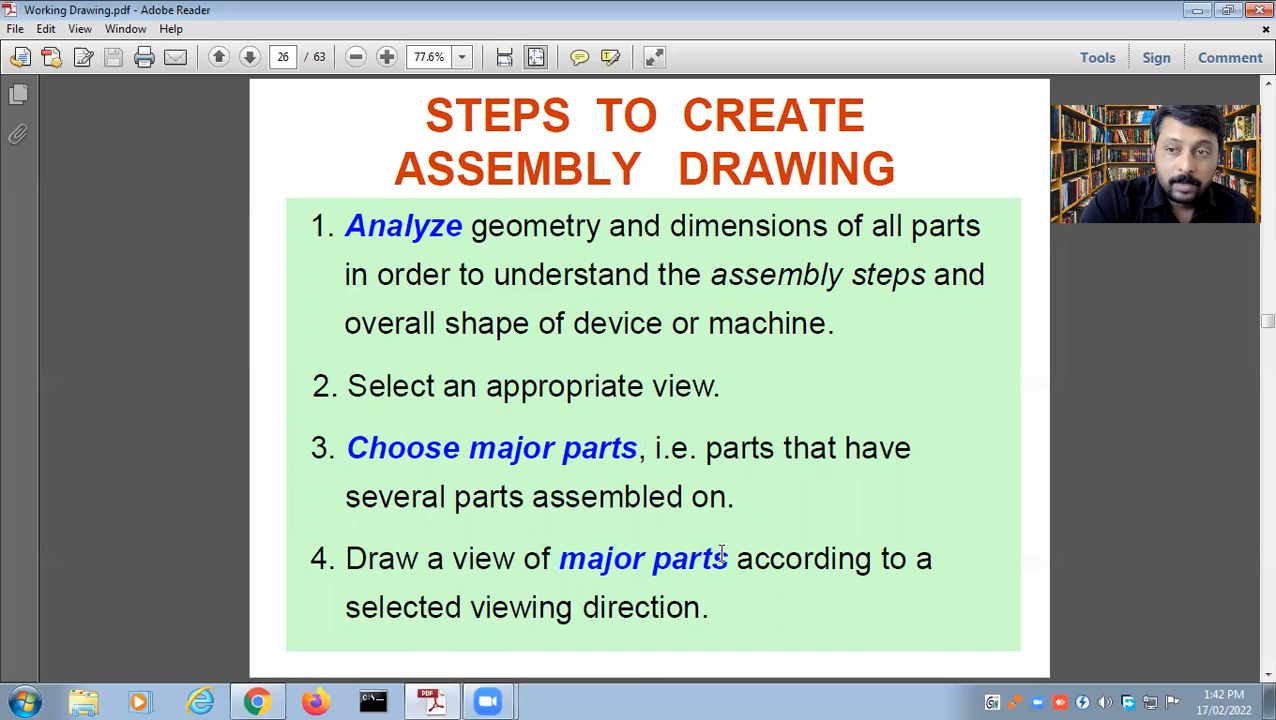 Working Drawing.pdf - Adobe Reader
File Edit View Window Help
26 / 63 77.6% Tools Sign Comment
STEPS TO CREATE
ASSEMBLY DRAWING
1. Analyze geometry and dimensions of all parts
in order to understand the assembly steps and
overall shape of device or machine.
2. Select an appropriate view.
3. Choose major parts, i.e. parts that have
several parts assembled on.
4. Draw a view of major parts according to a
selected viewing direction.
1:42 PM
17/02/2022